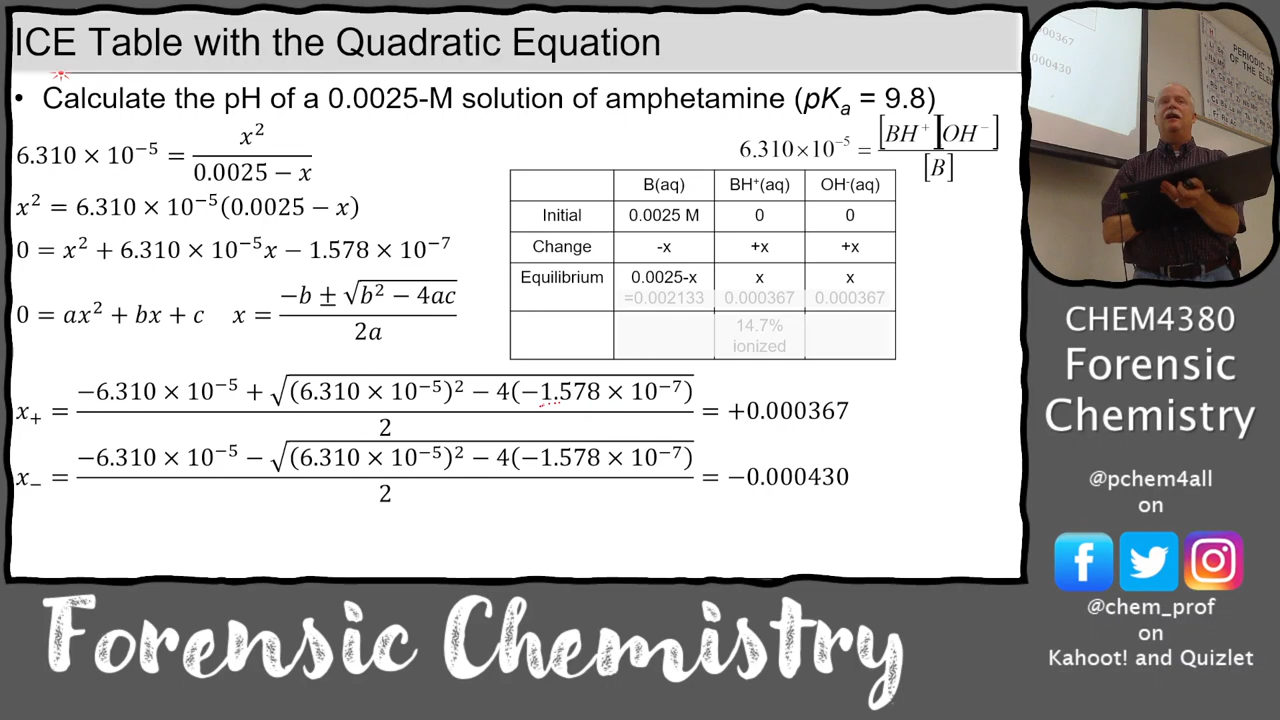 ICE Table with the Quadratic Equation
• Calculate the pH of a 0.0025-M solution of amphetamine (pKₐ = 9.8)
6.310 × 10⁻⁵ = x² / (0.0025 − x)
6.310×10⁻⁵ = [BH⁺][OH⁻] / [B]
x² = 6.310 × 10⁻⁵(0.0025 − x)
0 = x² + 6.310 × 10⁻⁵x − 1.578 × 10⁻⁷
0 = ax² + bx + c x = (−b ± √(b² − 4ac)) / 2a
B(aq) BH⁺(aq) OH⁻(aq)
Initial 0.0025 M 0 0
Change -x +x +x
Equilibrium 0.0025-x x x
=0.002133 0.000367 0.000367
14.7%
ionized
x₊ = (−6.310 × 10⁻⁵ + √((6.310 × 10⁻⁵)² − 4(−1.578 × 10⁻⁷))) / 2 = +0.000367
x₋ = (−6.310 × 10⁻⁵ − √((6.310 × 10⁻⁵)² − 4(−1.578 × 10⁻⁷))) / 2 = −0.000430
PERIODIC
OF THE ELE
CHEM4380
Forensic
Chemistry
@pchem4all
on
@chem_prof
on
Kahoot! and Quizlet
Forensic Chemistry